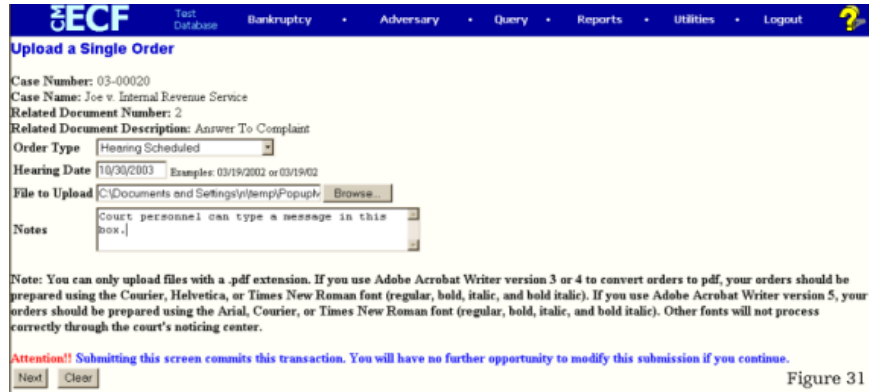 CM ECF Test Database Bankruptcy • Adversary • Query • Reports • Utilities • Logout ?
Upload a Single Order
Case Number: 03-00020
Case Name: Joe v. Internal Revenue Service
Related Document Number: 2
Related Document Description: Answer To Complaint
Order Type Hearing Scheduled
Hearing Date 10/30/2003 Examples: 03/19/2002 or 03/19/02
File to Upload C:\Documents and Settings\r\temp\PopupM Browse...
Court personnel can type a message in this
Notes box.
Note: You can only upload files with a .pdf extension. If you use Adobe Acrobat Writer version 3 or 4 to convert orders to pdf, your orders should be
prepared using the Courier, Helvetica, or Times New Roman font (regular, bold, italic, and bold italic). If you use Adobe Acrobat Writer version 5, your
orders should be prepared using the Arial, Courier, or Times New Roman font (regular, bold, italic, and bold italic). Other fonts will not process
correctly through the court's noticing center.
Attention!! Submitting this screen commits this transaction. You will have no further opportunity to modify this submission if you continue.
Next Clear Figure 31